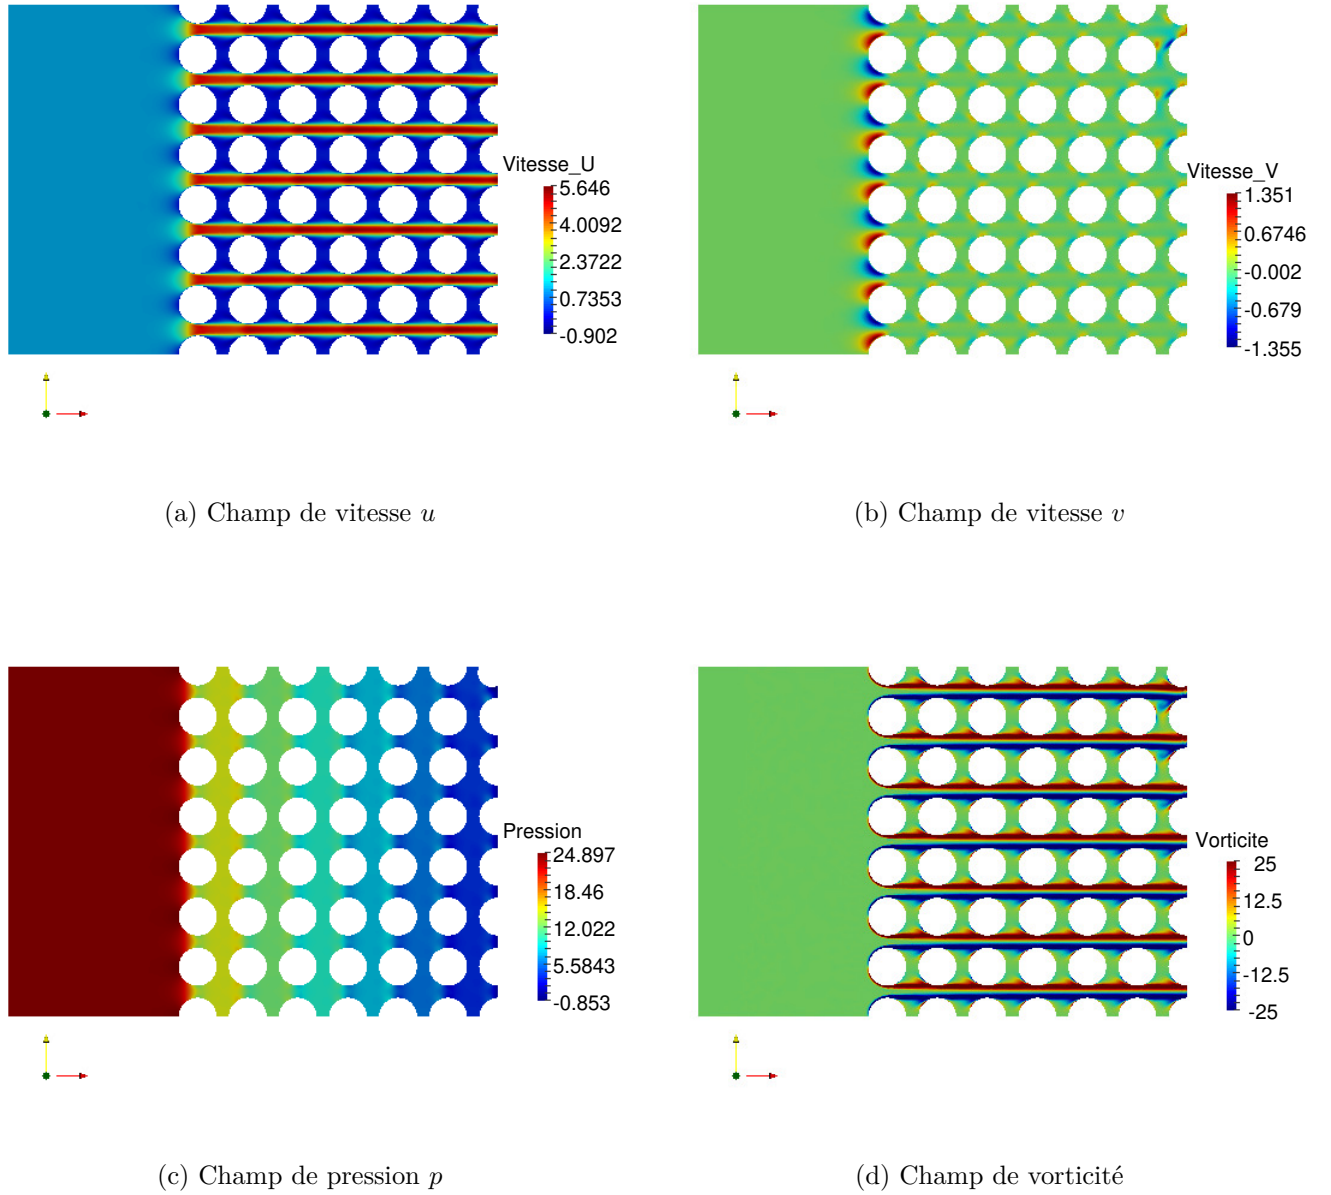 Vitesse_U
5.646
4.0092
2.3722
0.7353
-0.902
Vitesse_V
1.351
0.6746
-0.002
-0.679
-1.355
(a) Champ de vitesse u
(b) Champ de vitesse v
Pression
24.897
18.46
12.022
5.5843
-0.853
Vorticite
25
12.5
0
-12.5
-25
(c) Champ de pression p
(d) Champ de vorticité